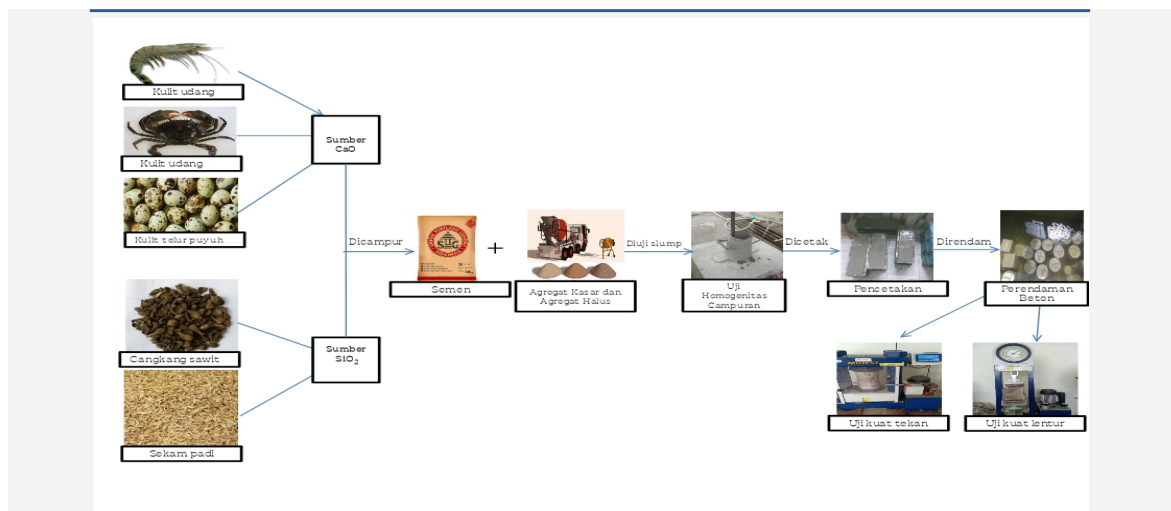 Kulit udang
Kulit udang
Kulit telur puyuh
Sumber
CaO
Dicampur
Cangkang sawit
Sekam padi
Sumber
SiO₂
Semen
+
Agregat Kasar dan
Agregat Halus
Diuji slump
Uji
Homogenitas
Campuran
Dicetak
Pencetakan
Direndam
Perendaman
Beton
Uji kuat tekan
Uji kuat lentur